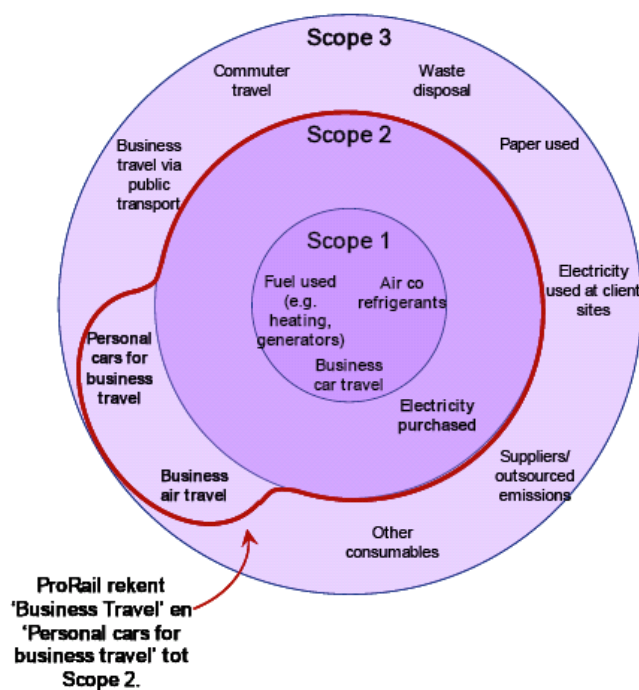 Scope 3
Commuter
travel
Waste
disposal
Business
travel via
public
transport
Scope 2
Paper used
Scope 1
Fuel used
(e.g.
heating,
generators)
Air co
refrigerants
Business
car travel
Electricity
used at client
sites
Personal
cars for
business
travel
Electricity
purchased
Business
air travel
Suppliers/
outsourced
emissions
Other
consumables
ProRail rekent
'Business Travel' en
'Personal cars for
business travel' tot
Scope 2.